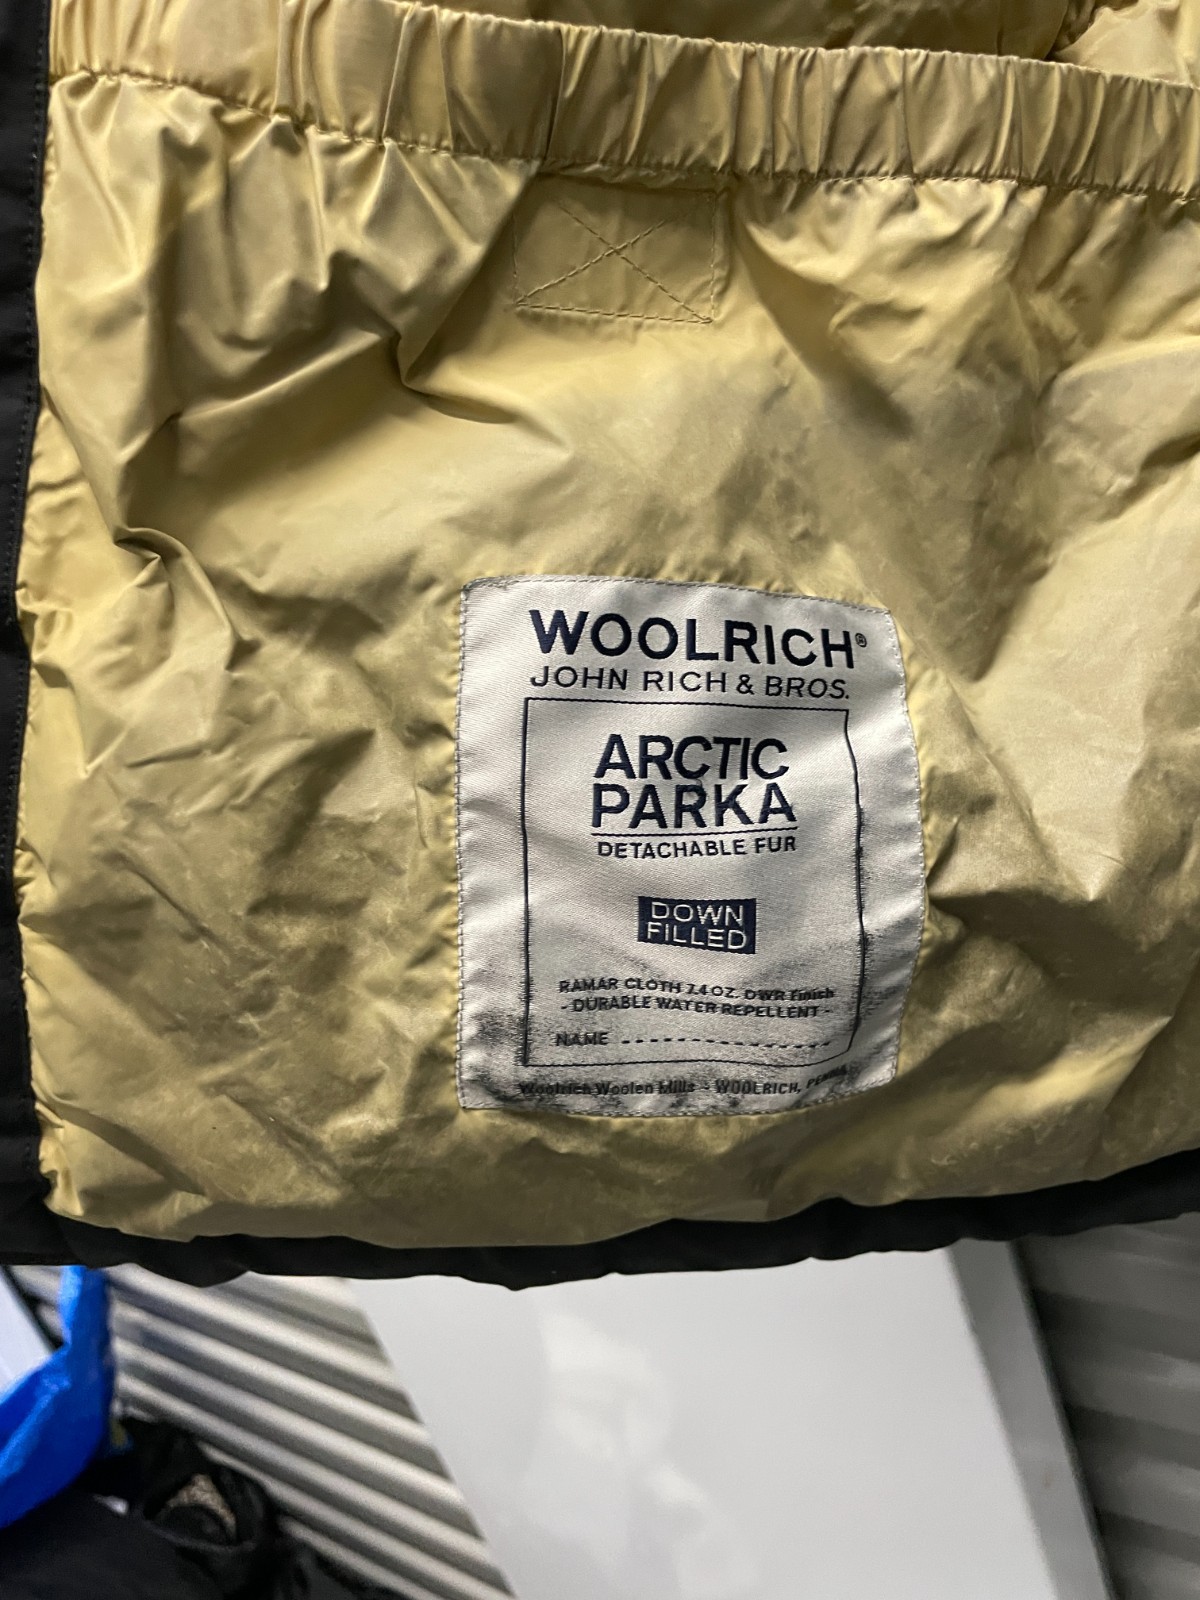 WOOLRICH®
JOHN RICH & BROS.
ARCTIC
PARKA
DETACHABLE FUR
DOWN
FILLED
RAMAR CLOTH 7.4 OZ. DWR Finish
- DURABLE WATER REPELLENT -
NAME
Woolrich Woolen Mills - WOOLRICH, PENNA.